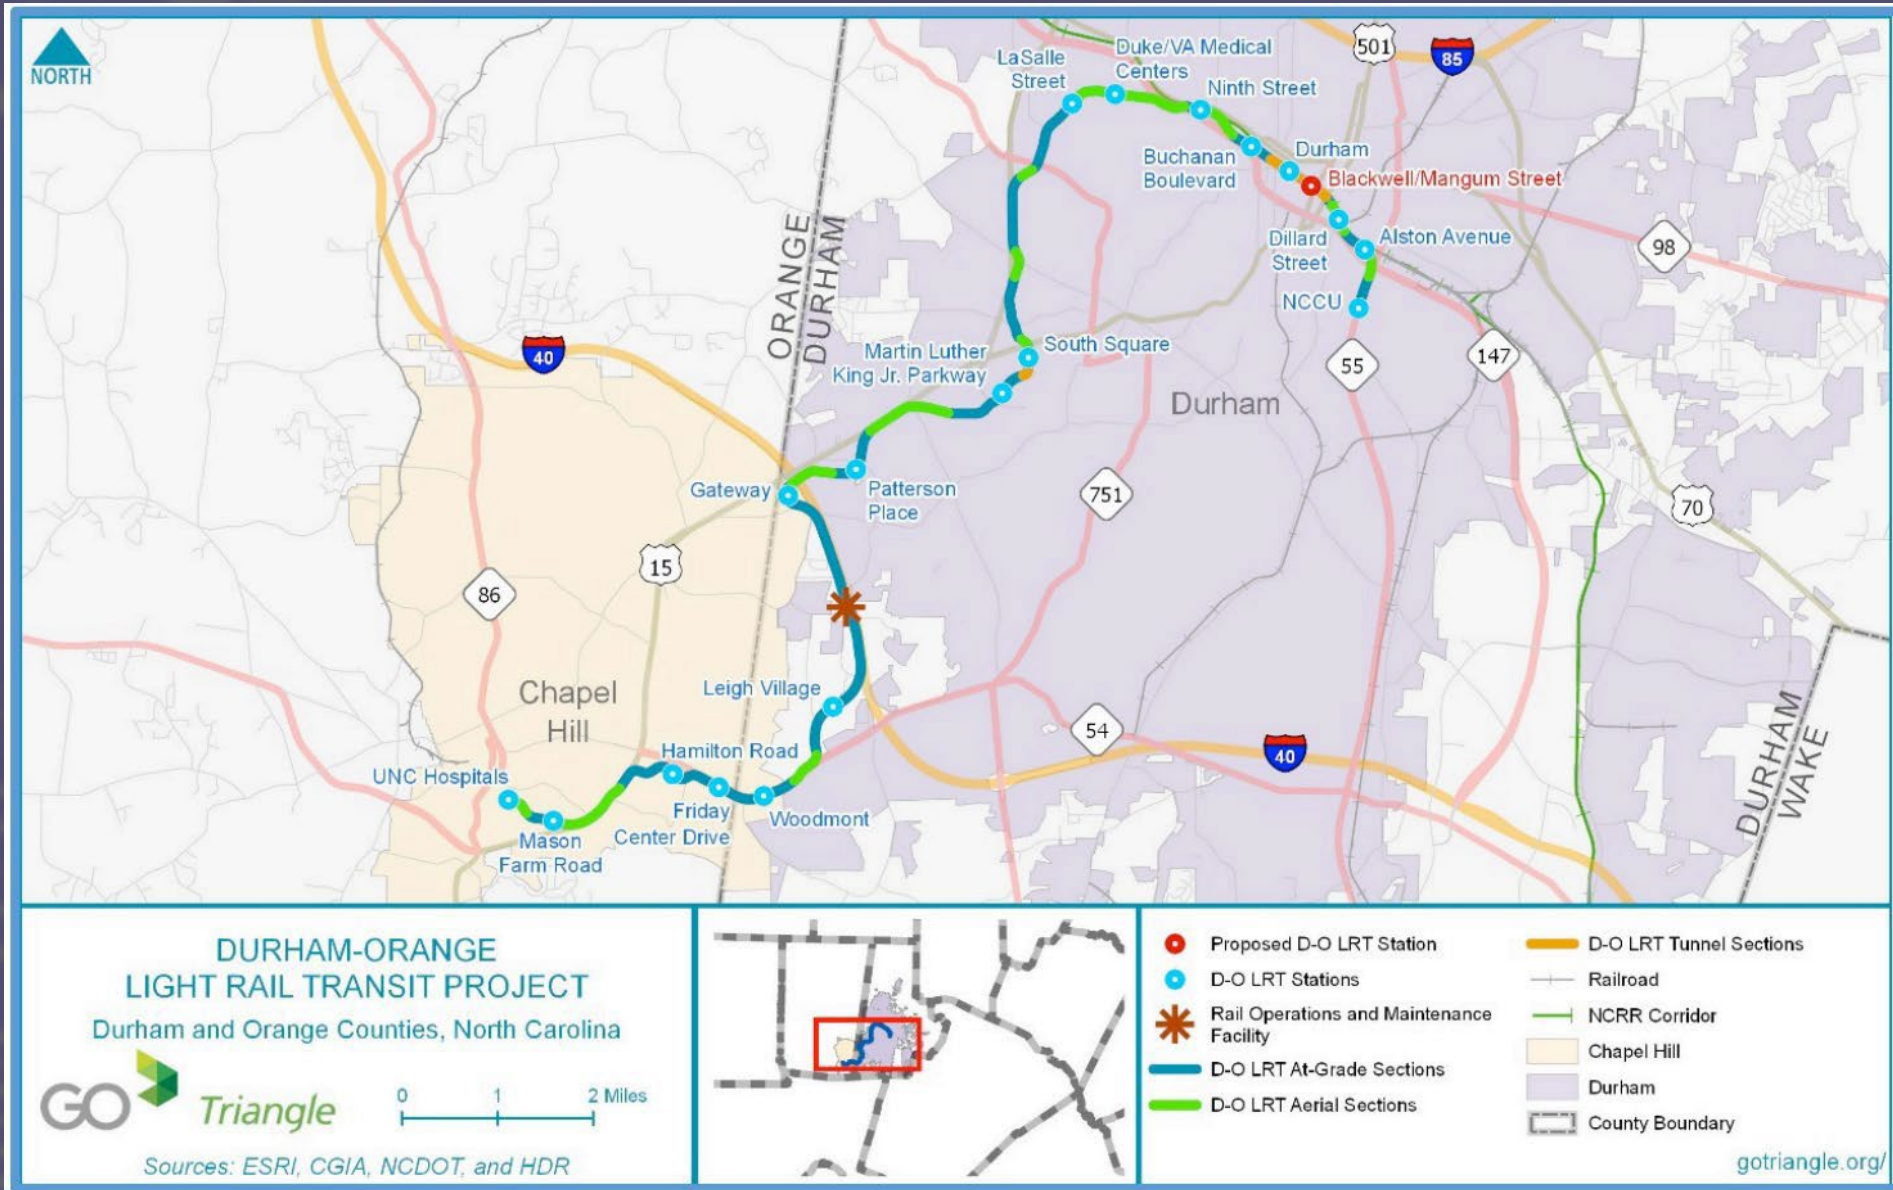 NORTH
LaSalle
Street
Duke/VA Medical
Centers
Ninth Street
501
85
Buchanan
Boulevard
Durham
Blackwell/Mangum Street
Dillard
Street
Alston Avenue
98
NCCU
ORANGE
DURHAM
40
Martin Luther
King Jr. Parkway
South Square
55
147
Durham
Gateway
Patterson
Place
751
70
15
86
Chapel
Hill
Leigh Village
54
40
DURHAM
WAKE
Hamilton Road
UNC Hospitals
Friday
Center Drive
Woodmont
Mason
Farm Road
DURHAM-ORANGE
LIGHT RAIL TRANSIT PROJECT
Durham and Orange Counties, North Carolina
GO
Triangle
0 1 2 Miles
Sources: ESRI, CGIA, NCDOT, and HDR
Proposed D-O LRT Station
D-O LRT Stations
Rail Operations and Maintenance
Facility
D-O LRT At-Grade Sections
D-O LRT Aerial Sections
D-O LRT Tunnel Sections
Railroad
NCRR Corridor
Chapel Hill
Durham
County Boundary
gotriangle.org/